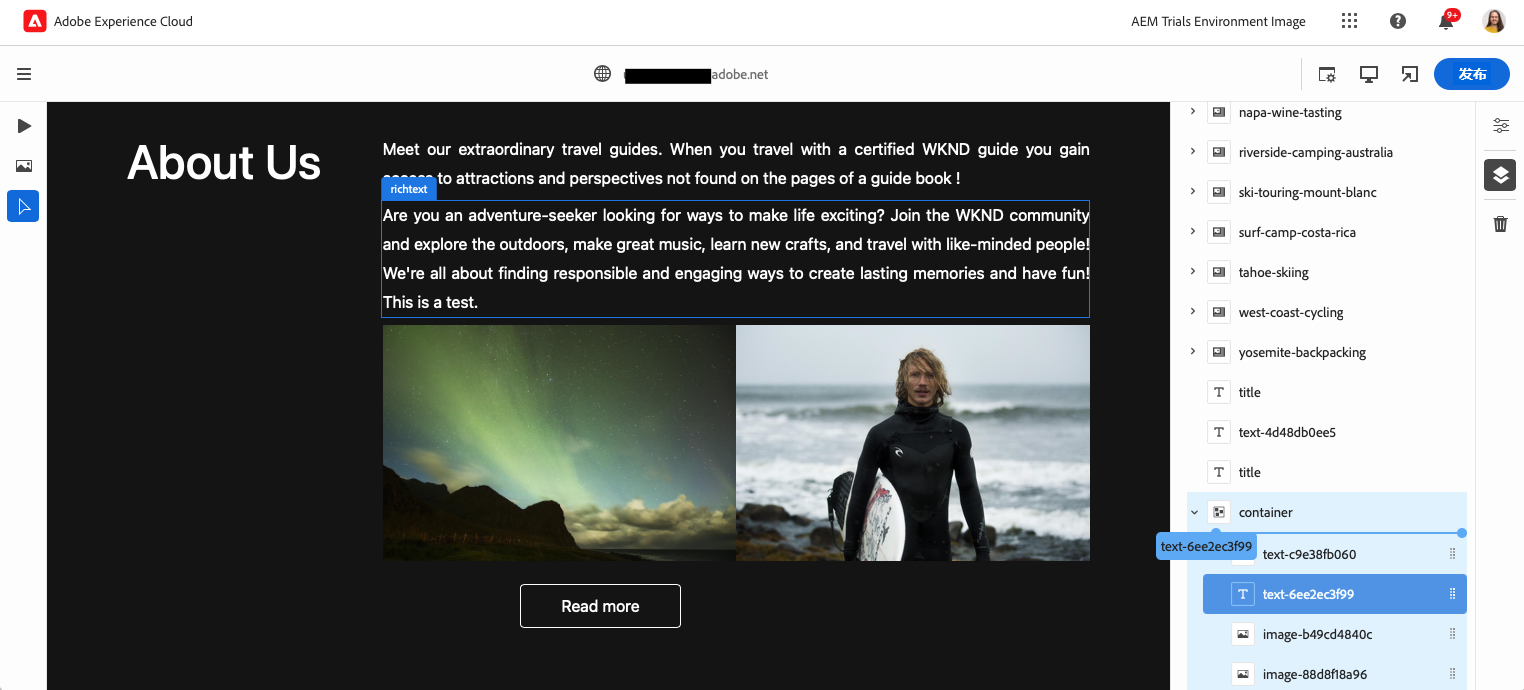 Adobe Experience Cloud
AEM Trials Environment Image
9+
adobe.net
发布
About Us
Meet our extraordinary travel guides. When you travel with a certified WKND guide you gain
access to attractions and perspectives not found on the pages of a guide book !
richtext
Are you an adventure-seeker looking for ways to make life exciting? Join the WKND community
and explore the outdoors, make great music, learn new crafts, and travel with like-minded people!
We're all about finding responsible and engaging ways to create lasting memories and have fun!
This is a test.
Read more
napa-wine-tasting
riverside-camping-australia
ski-touring-mount-blanc
surf-camp-costa-rica
tahoe-skiing
west-coast-cycling
yosemite-backpacking
T title
T text-4d48db0ee5
T title
container
text-6ee2ec3f99
text-c9e38fb060
T text-6ee2ec3f99
image-b49cd4840c
image-88d8f18a96